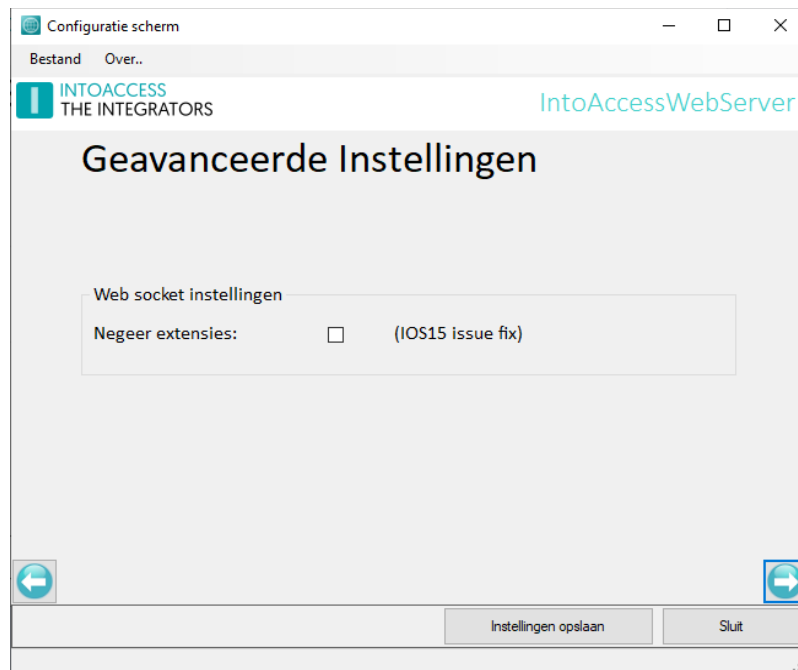 Configuratie scherm
Bestand Over..
INTOACCESS
THE INTEGRATORS
IntoAccessWebServer
Geavanceerde Instellingen
Web socket instellingen
Negeer extensies: (IOS15 issue fix)
Instellingen opslaan Sluit